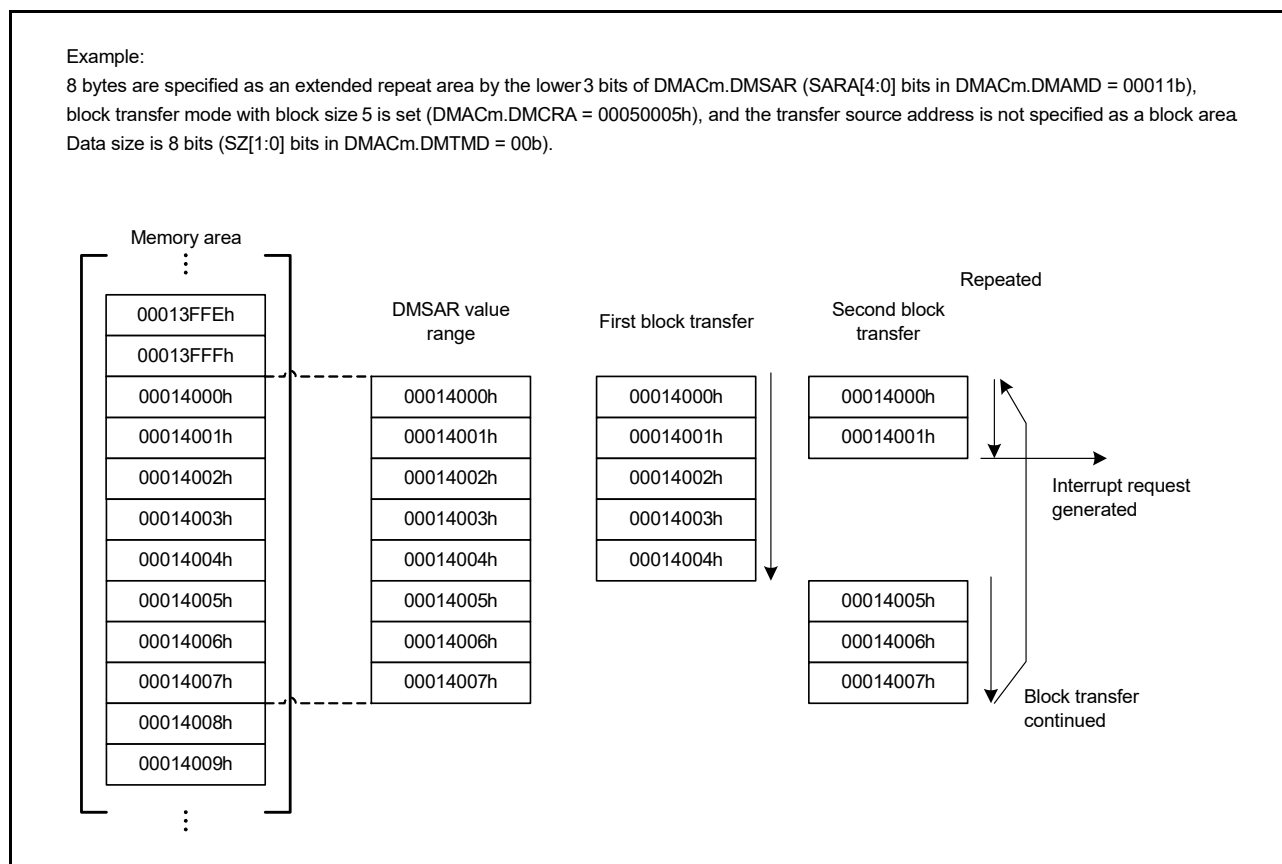 Example:
8 bytes are specified as an extended repeat area by the lower 3 bits of DMACm.DMSAR (SARA[4:0] bits in DMACm.DMAMD = 00011b),
block transfer mode with block size 5 is set (DMACm.DMCRA = 00050005h), and the transfer source address is not specified as a block area
Data size is 8 bits (SZ[1:0] bits in DMACm.DMTMD = 00b).
Memory area
00013FFEh
00013FFFh
00014000h
00014001h
00014002h
00014003h
00014004h
00014005h
00014006h
00014007h
00014008h
00014009h
DMSAR value
range
00014000h
00014001h
00014002h
00014003h
00014004h
00014005h
00014006h
00014007h
First block transfer
00014000h
00014001h
00014002h
00014003h
00014004h
Second block
transfer
00014000h
00014001h
00014005h
00014006h
00014007h
Repeated
Interrupt request
generated
Block transfer
continued